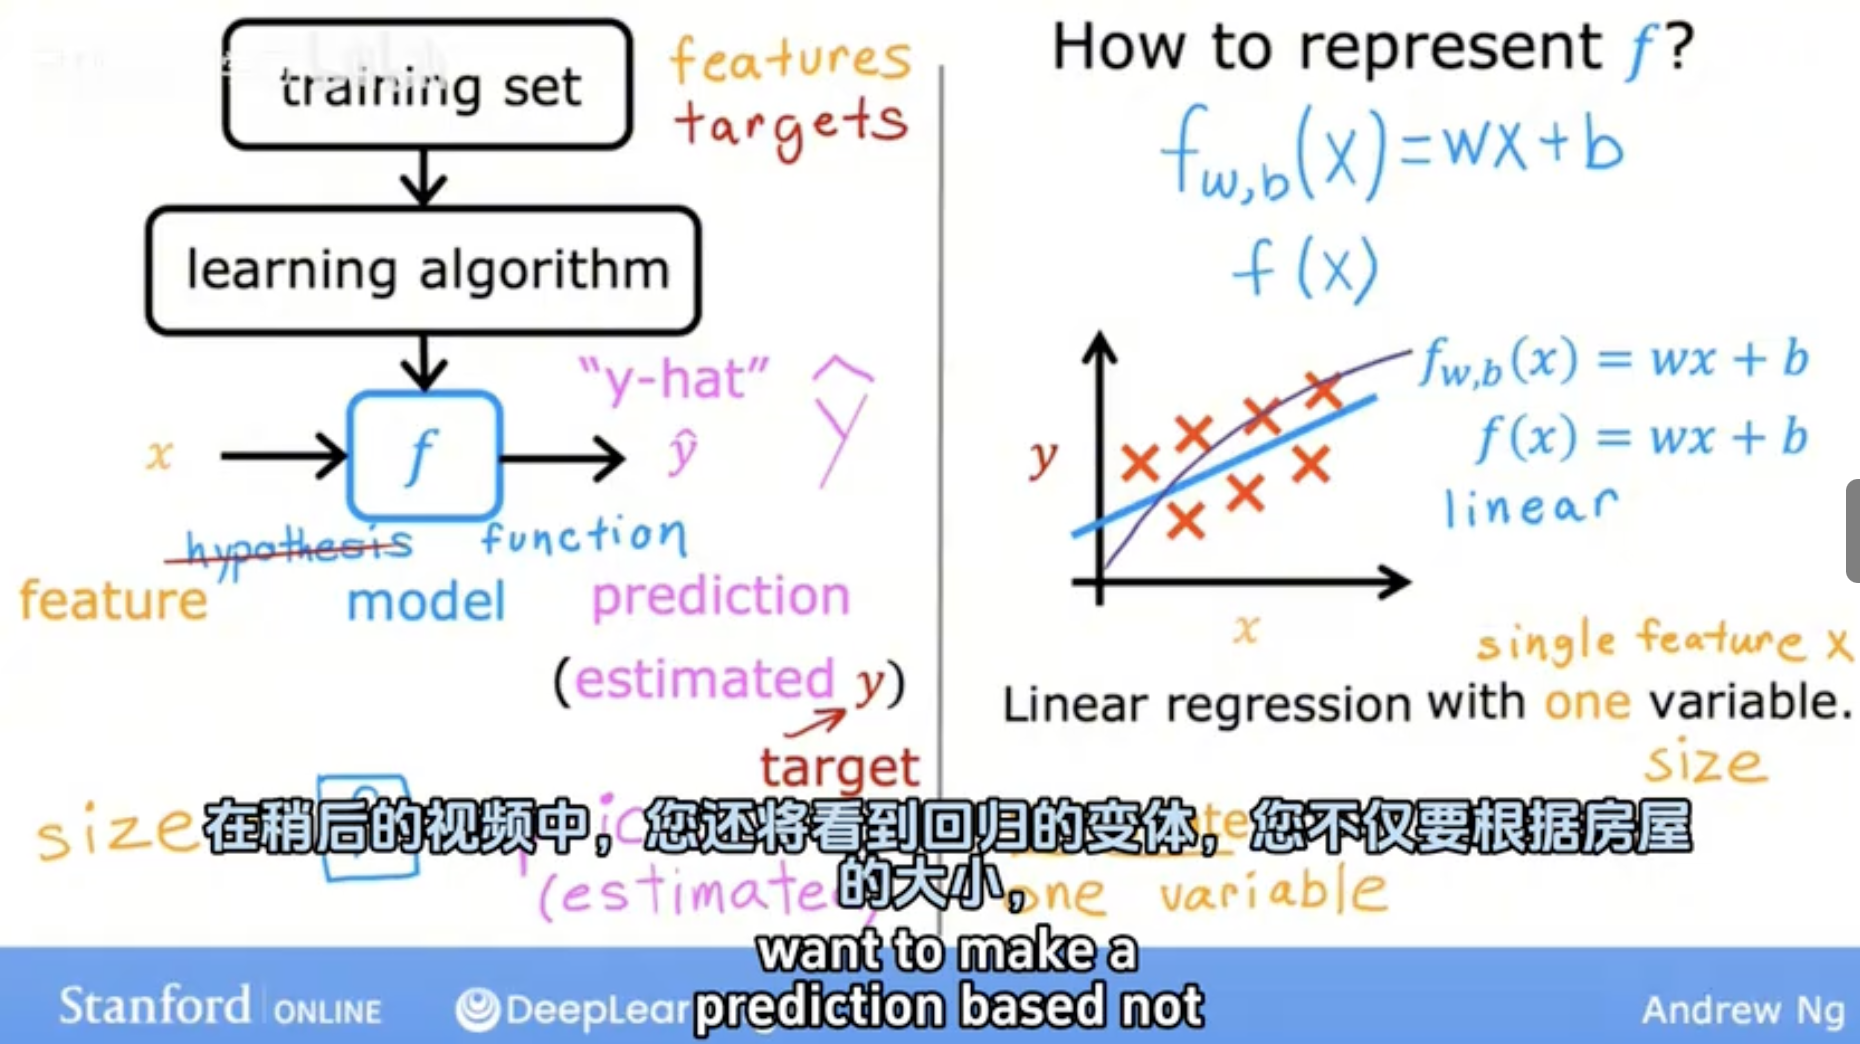 training set
features
targets
learning algorithm
"y-hat"
x
f
ŷ
ŷ
hypothesis
function
feature
model
prediction
(estimated y)
target
size
(estimated
How to represent f?
f_{w,b}(x)=wx+b
f(x)
y
x
f_{w,b}(x) = wx + b
f(x) = wx + b
linear
single feature x
Linear regression with one variable.
size
one variable
在稍后的视频中，您还将看到回归的变体，您不仅要根据房屋
的大小，
want to make a
prediction based not
Stanford ONLINE
DeepLear
Andrew Ng